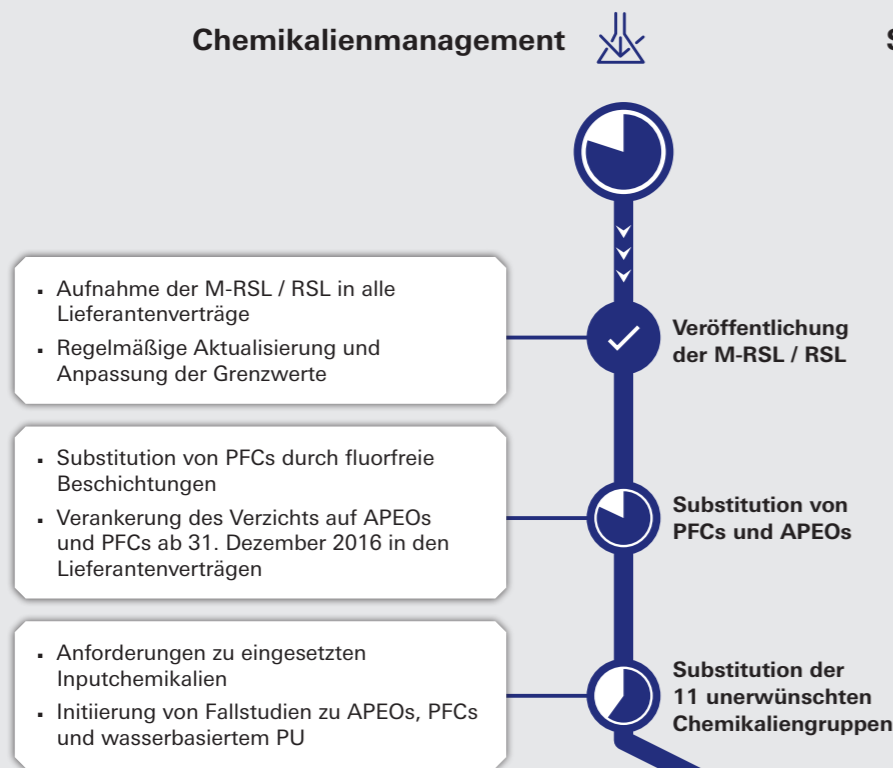 Chemikalienmanagement
S
▪ Aufnahme der M-RSL / RSL in alle
Lieferantenverträge
▪ Regelmäßige Aktualisierung und
Anpassung der Grenzwerte
Veröffentlichung
der M-RSL / RSL
▪ Substitution von PFCs durch fluorfreie
Beschichtungen
▪ Verankerung des Verzichts auf APEOs
und PFCs ab 31. Dezember 2016 in den
Lieferantenverträgen
Substitution von
PFCs und APEOs
▪ Anforderungen zu eingesetzten
Inputchemikalien
▪ Initiierung von Fallstudien zu APEOs, PFCs
und wasserbasiertem PU
Substitution der
11 unerwünschten
Chemikaliengruppen